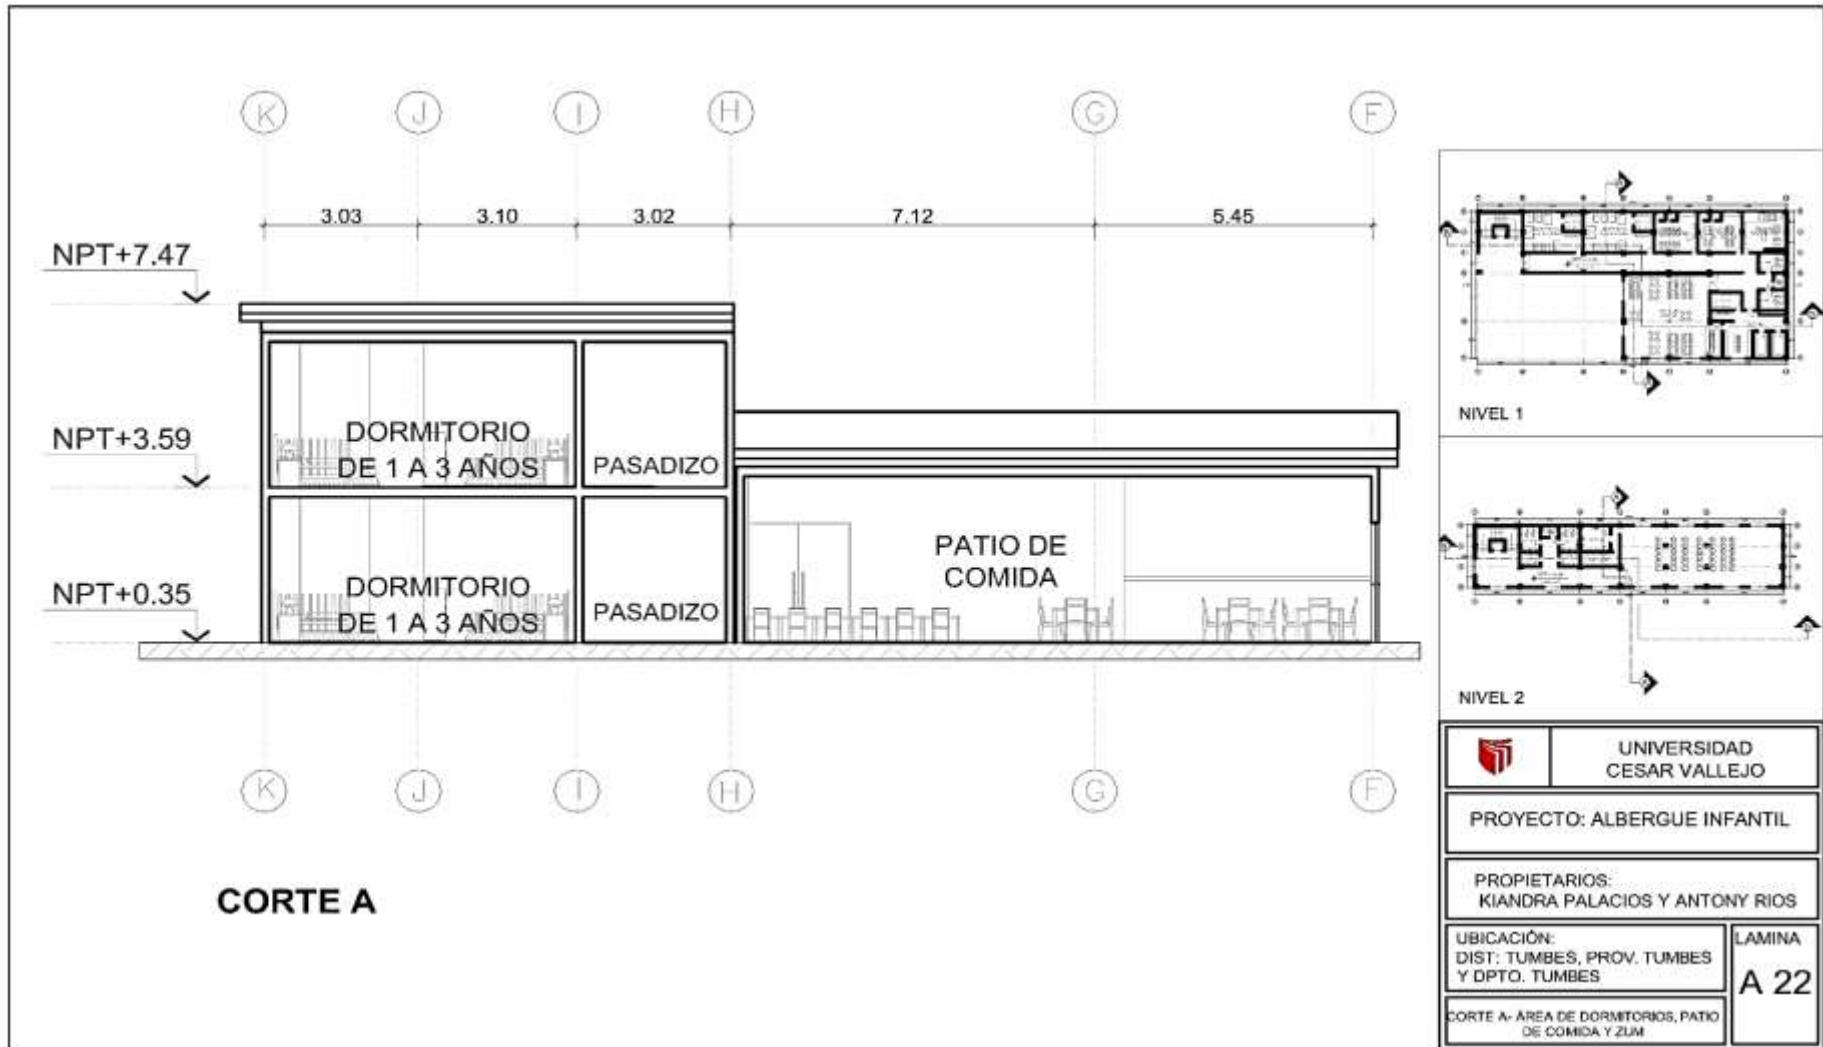 K J I H G F
3.03 3.10 3.02 7.12 5.45
NPT+7.47
NPT+3.59
NPT+0.35
DORMITORIO
DE 1 A 3 AÑOS
PASADIZO
DORMITORIO
DE 1 A 3 AÑOS
PASADIZO
PATIO DE
COMIDA
K J I H G F
CORTE A
NIVEL 1
NIVEL 2
UNIVERSIDAD
CESAR VALLEJO
PROYECTO: ALBERGUE INFANTIL
PROPIETARIOS:
KIANDRA PALACIOS Y ANTONY RIOS
UBICACIÓN:
DIST: TUMBES, PROV. TUMBES
Y DPTO. TUMBES
LAMINA
A 22
CORTE A- ÁREA DE DORMITORIOS, PATIO
DE COMIDA Y ZUM